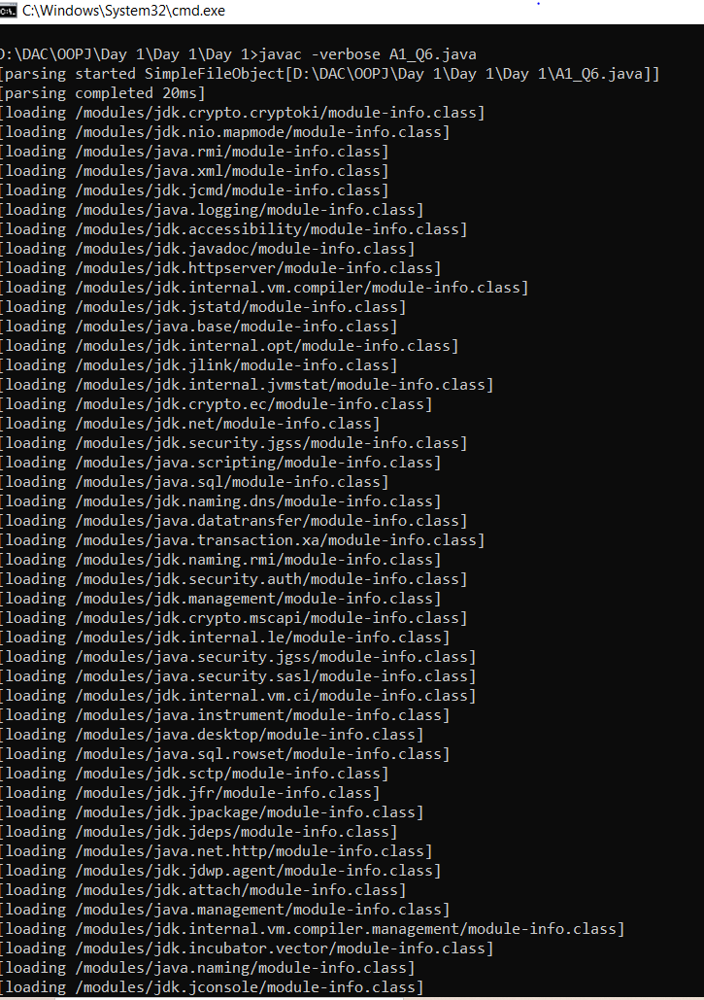 C:\Windows\System32\cmd.exe
D:\DAC\OOPJ\Day 1\Day 1\Day 1>javac -verbose A1_Q6.java
[parsing started SimpleFileObject[D:\DAC\OOPJ\Day 1\Day 1\Day 1\A1_Q6.java]]
[parsing completed 20ms]
[loading /modules/jdk.crypto.cryptoki/module-info.class]
[loading /modules/jdk.nio.mapmode/module-info.class]
[loading /modules/java.rmi/module-info.class]
[loading /modules/java.xml/module-info.class]
[loading /modules/jdk.jcmd/module-info.class]
[loading /modules/java.logging/module-info.class]
[loading /modules/jdk.accessibility/module-info.class]
[loading /modules/jdk.javadoc/module-info.class]
[loading /modules/jdk.httpserver/module-info.class]
[loading /modules/jdk.internal.vm.compiler/module-info.class]
[loading /modules/jdk.jstatd/module-info.class]
[loading /modules/java.base/module-info.class]
[loading /modules/jdk.internal.opt/module-info.class]
[loading /modules/jdk.jlink/module-info.class]
[loading /modules/jdk.internal.jvmstat/module-info.class]
[loading /modules/jdk.crypto.ec/module-info.class]
[loading /modules/jdk.net/module-info.class]
[loading /modules/jdk.security.jgss/module-info.class]
[loading /modules/java.scripting/module-info.class]
[loading /modules/java.sql/module-info.class]
[loading /modules/jdk.naming.dns/module-info.class]
[loading /modules/java.datatransfer/module-info.class]
[loading /modules/java.transaction.xa/module-info.class]
[loading /modules/jdk.naming.rmi/module-info.class]
[loading /modules/jdk.security.auth/module-info.class]
[loading /modules/jdk.management/module-info.class]
[loading /modules/jdk.crypto.mscapi/module-info.class]
[loading /modules/jdk.internal.le/module-info.class]
[loading /modules/java.security.jgss/module-info.class]
[loading /modules/java.security.sasl/module-info.class]
[loading /modules/jdk.internal.vm.ci/module-info.class]
[loading /modules/java.instrument/module-info.class]
[loading /modules/java.desktop/module-info.class]
[loading /modules/java.sql.rowset/module-info.class]
[loading /modules/jdk.sctp/module-info.class]
[loading /modules/jdk.jfr/module-info.class]
[loading /modules/jdk.jpackage/module-info.class]
[loading /modules/jdk.jdeps/module-info.class]
[loading /modules/java.net.http/module-info.class]
[loading /modules/jdk.jdwp.agent/module-info.class]
[loading /modules/jdk.attach/module-info.class]
[loading /modules/java.management/module-info.class]
[loading /modules/jdk.internal.vm.compiler.management/module-info.class]
[loading /modules/jdk.incubator.vector/module-info.class]
[loading /modules/java.naming/module-info.class]
[loading /modules/jdk.jconsole/module-info.class]